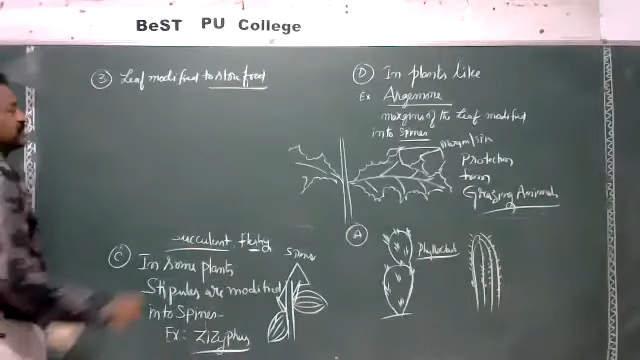 BeST PU College
③ Leaf modified to store food
succulent, fleshy
Ⓒ In some plants
Stipules are modified
into Spines
Ex: Zizyphus
Spines
Ⓓ In plants like
Ex Argemone
margins of the Leaf modified
into Spines
margin/spin
Protection
from
Grazing Animals
Ⓐ
Phylloclade